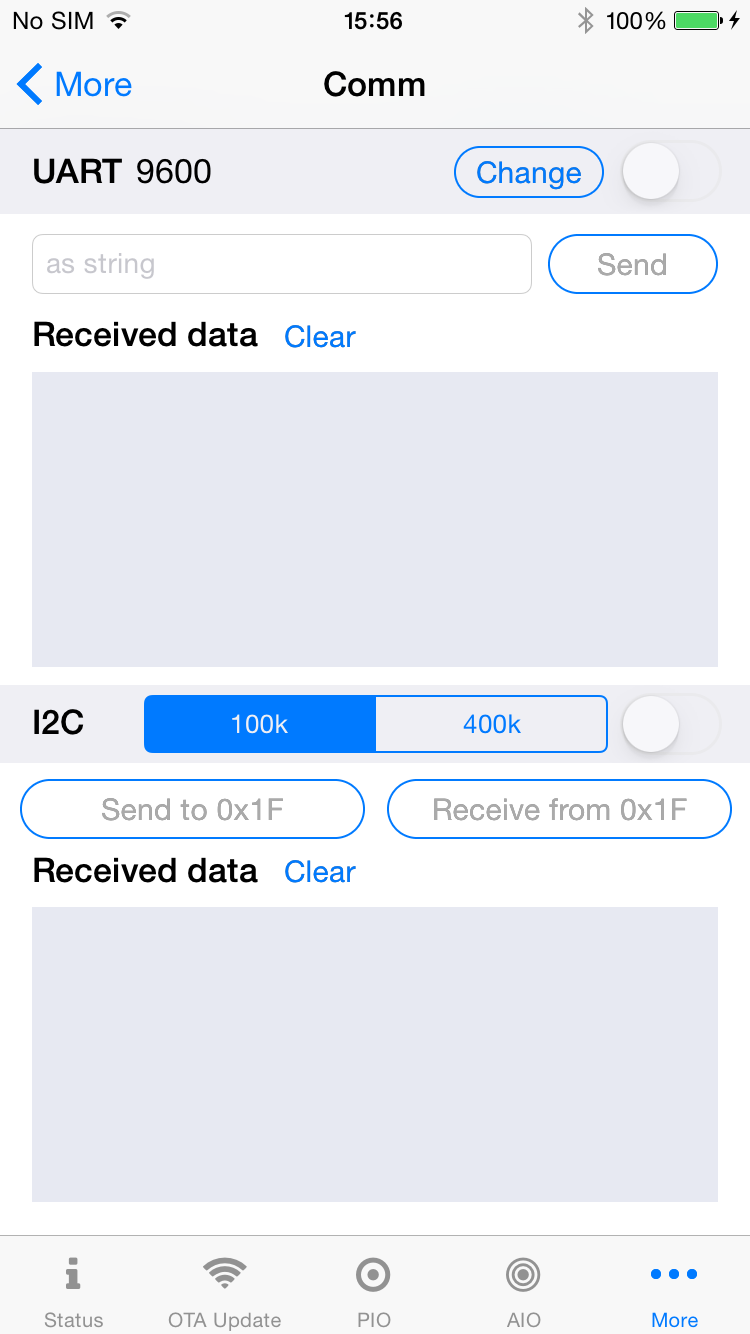 No SIM 15:56 100%
More Comm
UART 9600 Change
as string Send
Received data Clear
I2C 100k 400k
Send to 0x1F Receive from 0x1F
Received data Clear
Status OTA Update PIO AIO More